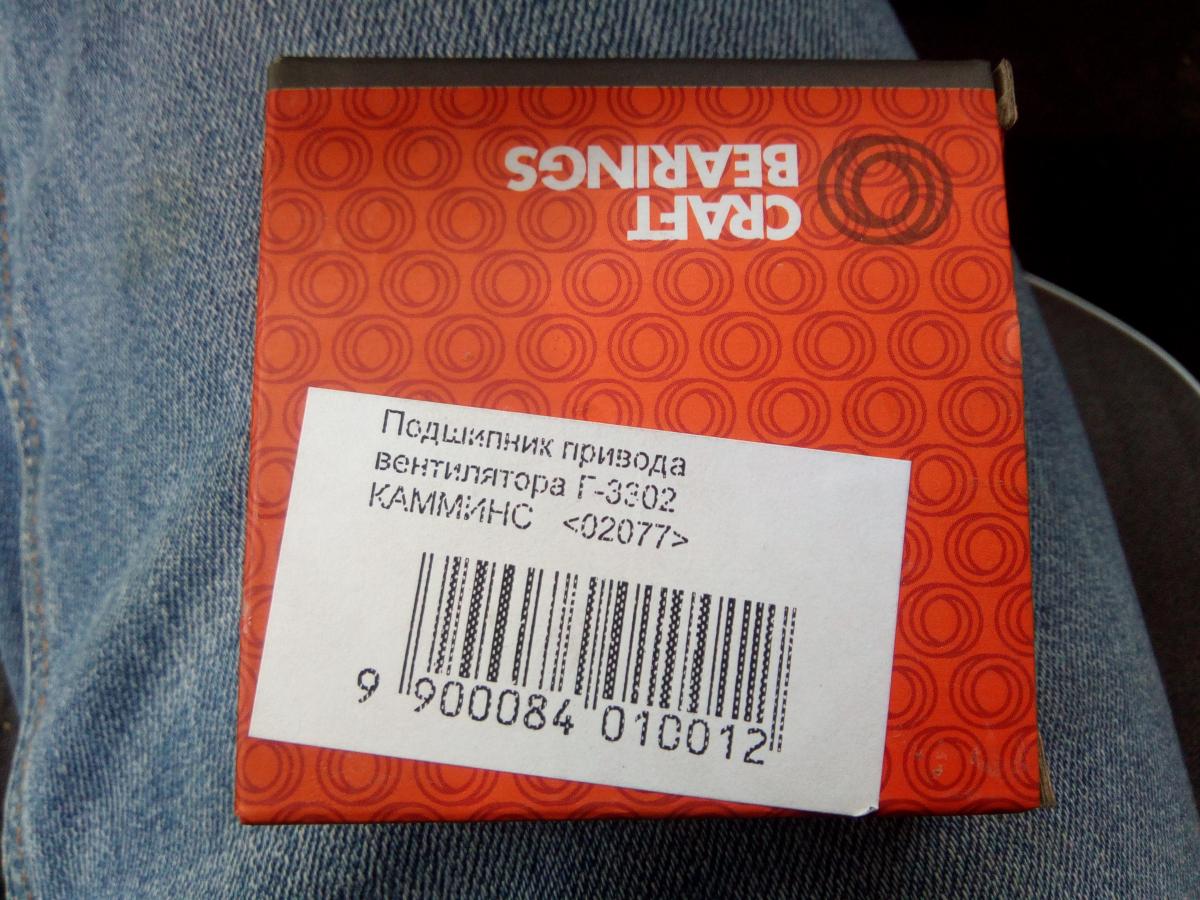 CRAFT
BEARINGS
Подшипник привода
вентилятора Г-3302
КАММИНС <02077>
9 900084 010012